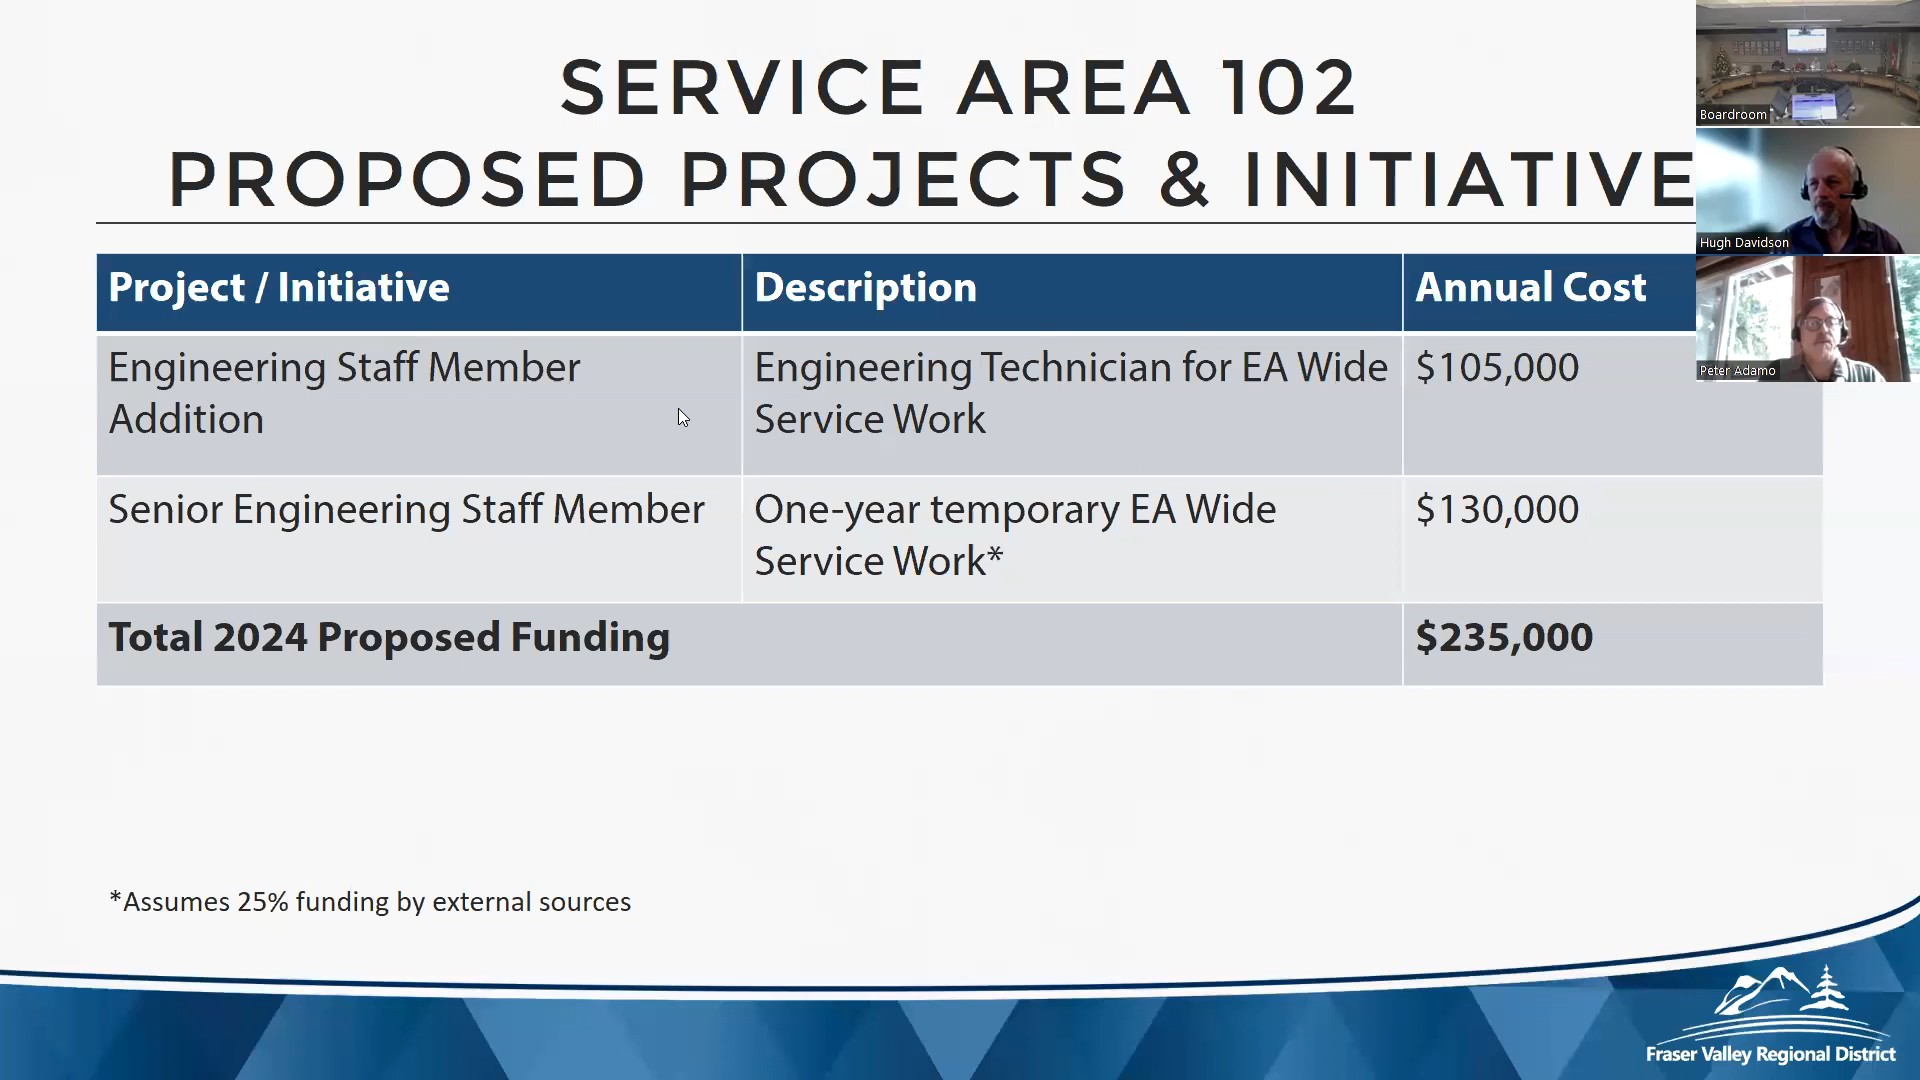 SERVICE AREA 102
PROPOSED PROJECTS & INITIATIVE
Project / Initiative
Description
Annual Cost
Engineering Staff Member
Addition
Engineering Technician for EA Wide
Service Work
$105,000
Senior Engineering Staff Member
One-year temporary EA Wide
Service Work*
$130,000
Total 2024 Proposed Funding
$235,000
*Assumes 25% funding by external sources
Fraser Valley Regional District
Boardroom
Hugh Davidson
Peter Adamo